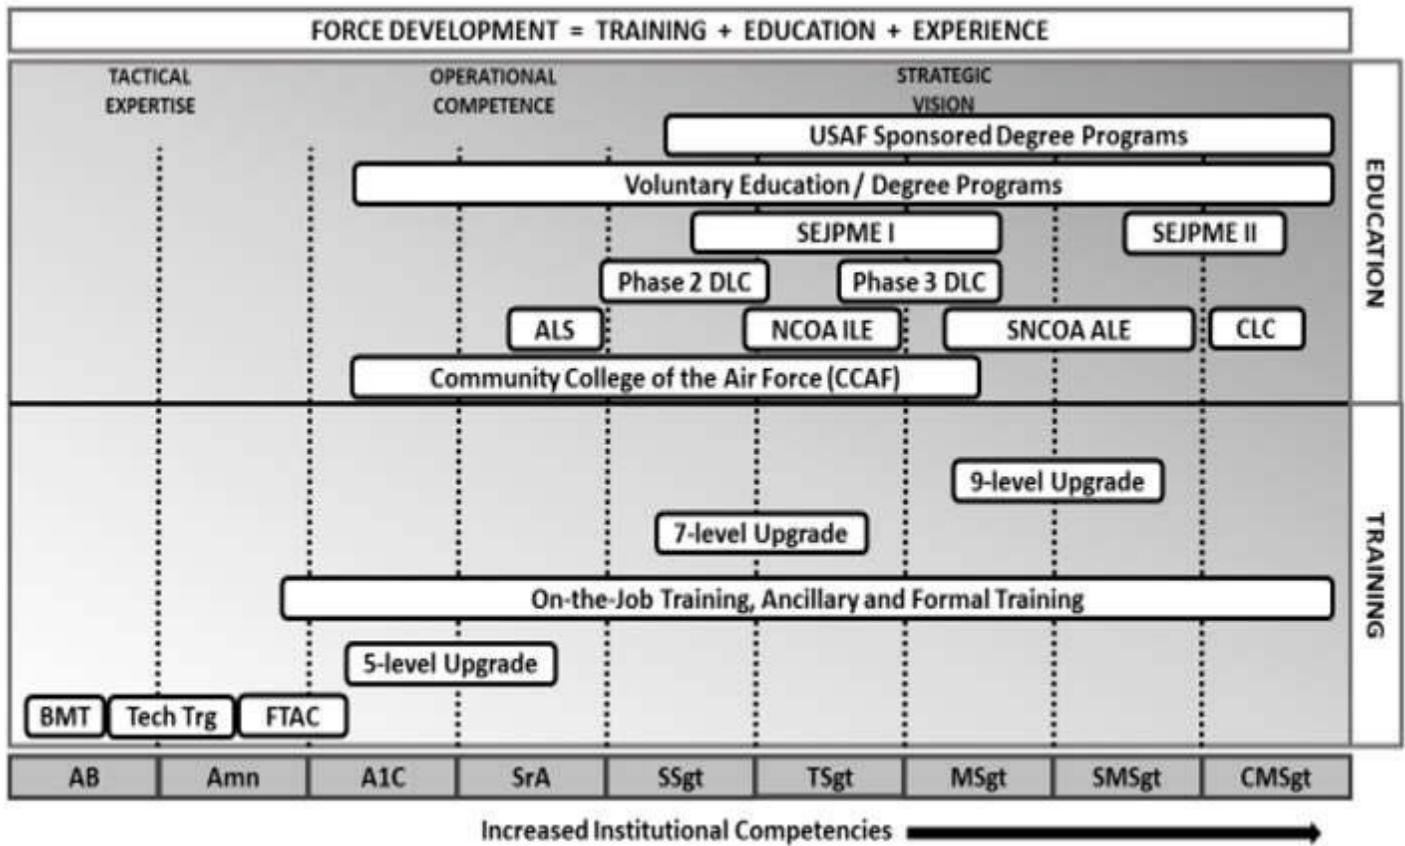 FORCE DEVELOPMENT = TRAINING + EDUCATION + EXPERIENCE
TACTICAL
EXPERTISE
OPERATIONAL
COMPETENCE
STRATEGIC
VISION
USAF Sponsored Degree Programs
Voluntary Education / Degree Programs
SEJPME I
SEJPME II
Phase 2 DLC
Phase 3 DLC
ALS
NCOA ILE
SNCOA ALE
CLC
Community College of the Air Force (CCAF)
EDUCATION
9-level Upgrade
7-level Upgrade
On-the-Job Training, Ancillary and Formal Training
5-level Upgrade
BMT
Tech Trg
FTAC
TRAINING
AB
Amn
A1C
SrA
SSgt
TSgt
MSgt
SMSgt
CMSgt
Increased Institutional Competencies